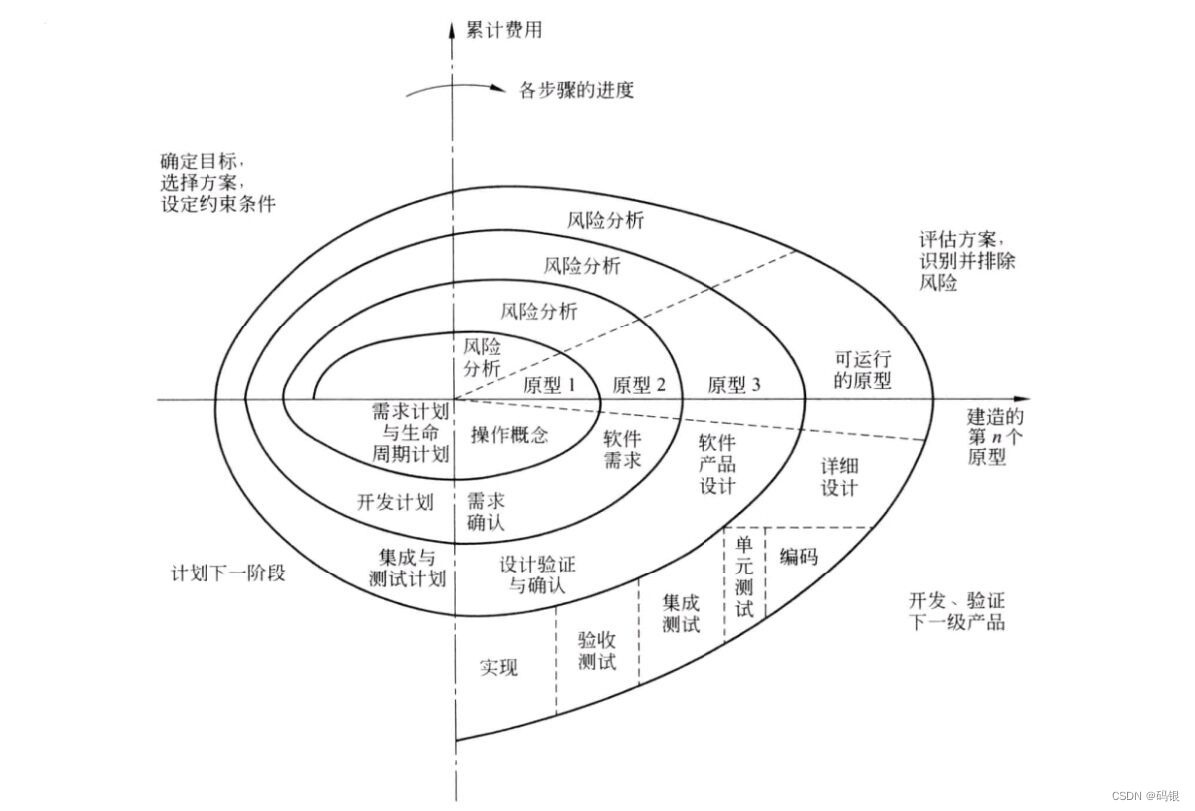 累计费用
各步骤的进度
确定目标，
选择方案，
设定约束条件
风险分析
评估方案，
识别并排除
风险
风险分析
风险分析
风险
分析
原型 1
原型 2
原型 3
可运行
的原型
需求计划
与生命
周期计划
操作概念
软件
需求
软件
产品
设计
详细
设计
建造的
第 n 个
原型
开发计划
需求
确认
集成与
测试计划
设计验证
与确认
单
元
测
试
编码
计划下一阶段
集成
测试
开发、验证
下一级产品
验收
测试
实现
CSDN @码银